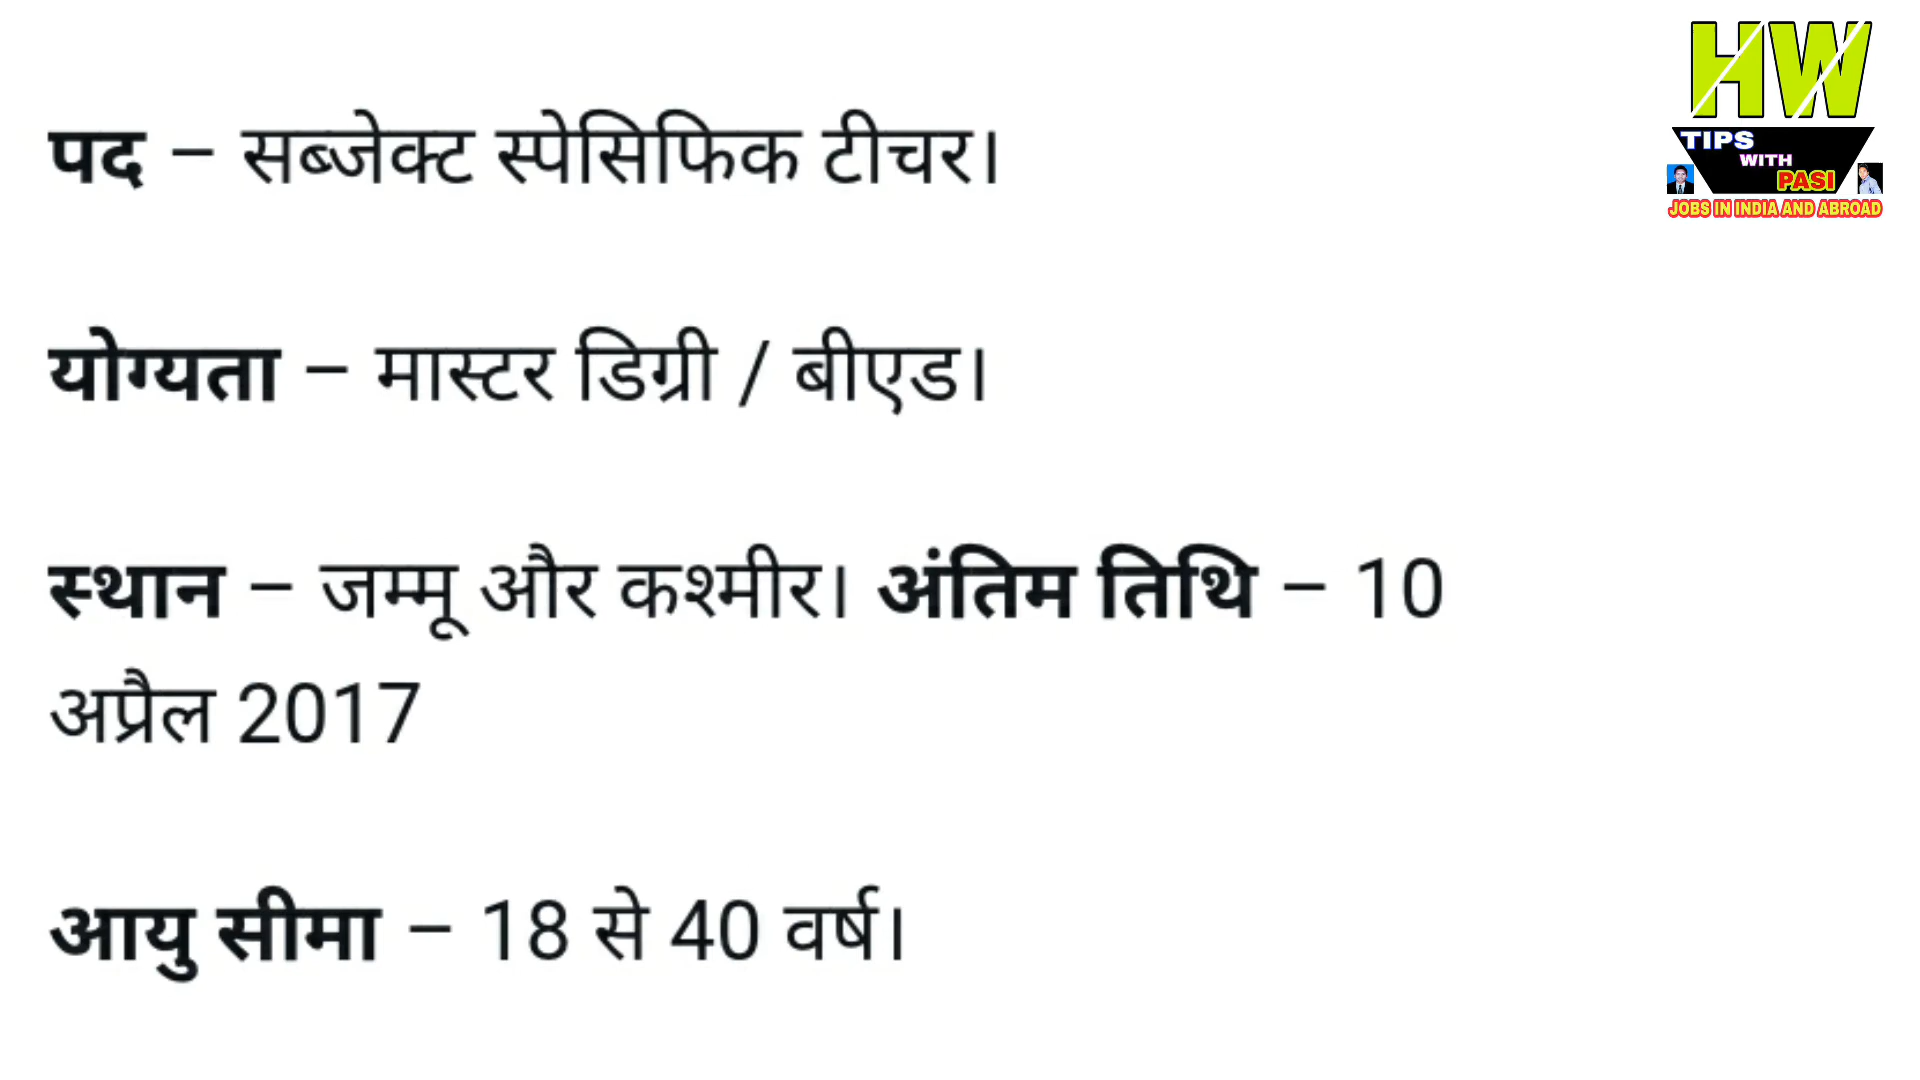 पद – सब्जेक्ट स्पेसिफिक टीचर।
योग्यता – मास्टर डिग्री / बीएड।
स्थान – जम्मू और कश्मीर। अंतिम तिथि – 10
अप्रैल 2017
आयु सीमा – 18 से 40 वर्ष।
HW
TIPS
WITH
PASI
JOBS IN INDIA AND ABROAD